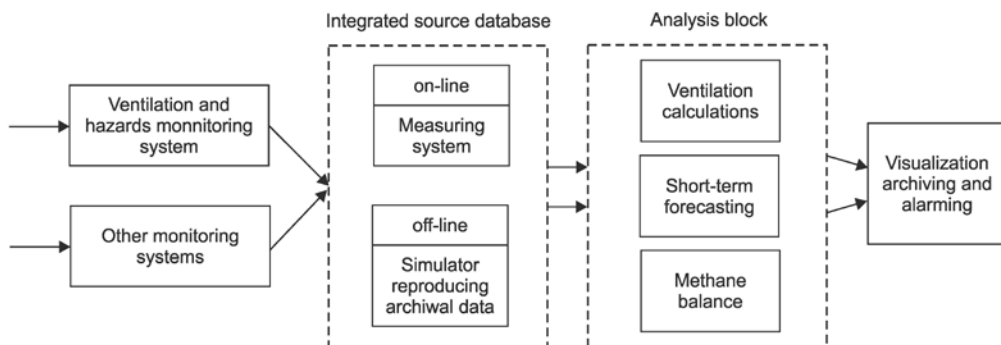 Integrated source database
Analysis block
Ventilation and
hazards monnitoring
system
Other monitoring
systems
on-line
Measuring
system
off-line
Simulator
reproducing
archiwal data
Ventilation
calculations
Short-term
forecasting
Methane
balance
Visualization
archiving and
alarming